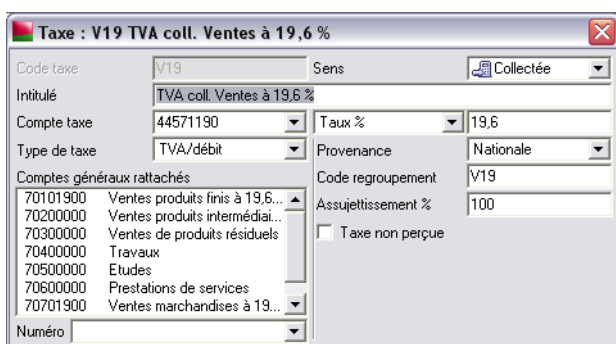 Taxe : V19 TVA coll. Ventes à 19,6 %
Code taxe V19 Sens Collectée
Intitulé TVA coll. Ventes à 19,6 %
Compte taxe 44571190 Taux % 19,6
Type de taxe TVA/débit Provenance Nationale
Comptes généraux rattachés Code regroupement V19
70101900 Ventes produits finis à 19,6...
70200000 Ventes produits intermédiai...
70300000 Ventes de produits résiduels
70400000 Travaux
70500000 Etudes
70600000 Prestations de services
70701900 Ventes marchandises à 19...
Assujettissement % 100
Taxe non perçue
Numéro